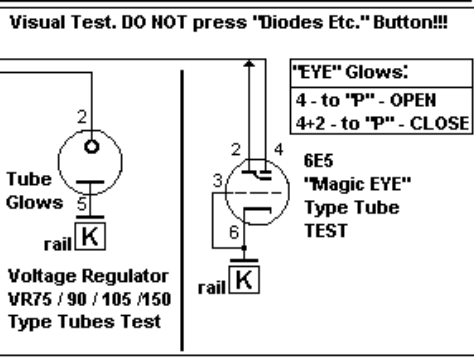 Visual Test. DO NOT press "Diodes Etc." Button!!!
"EYE" Glows:
4 - to "P" - OPEN
4+2 - to "P" - CLOSE
2
Tube
Glows
5
rail K
Voltage Regulator
VR75 / 90 / 105 /150
Type Tubes Test
2 4
3
6
rail K
6E5
"Magic EYE"
Type Tube
TEST